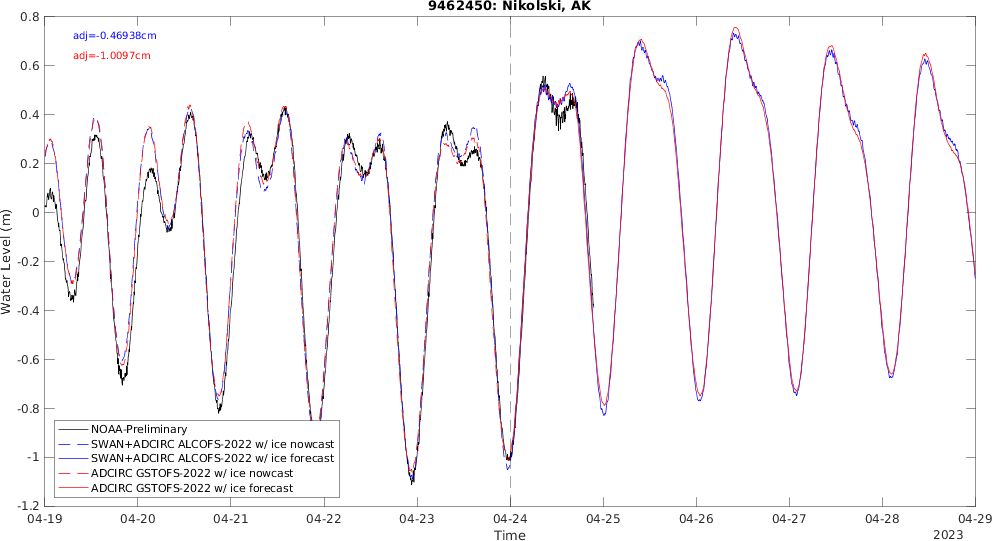 9462450: Nikolski, AK
adj=-0.46938cm
adj=-1.0097cm
0.8
0.6
0.4
0.2
0
-0.2
-0.4
-0.6
-0.8
-1
-1.2
Water Level (m)
NOAA-Preliminary
SWAN+ADCIRC ALCOFS-2022 w/ ice nowcast
SWAN+ADCIRC ALCOFS-2022 w/ ice forecast
ADCIRC GSTOFS-2022 w/ ice nowcast
ADCIRC GSTOFS-2022 w/ ice forecast
04-19 04-20 04-21 04-22 04-23 04-24 04-25 04-26 04-27 04-28 04-29
Time
2023